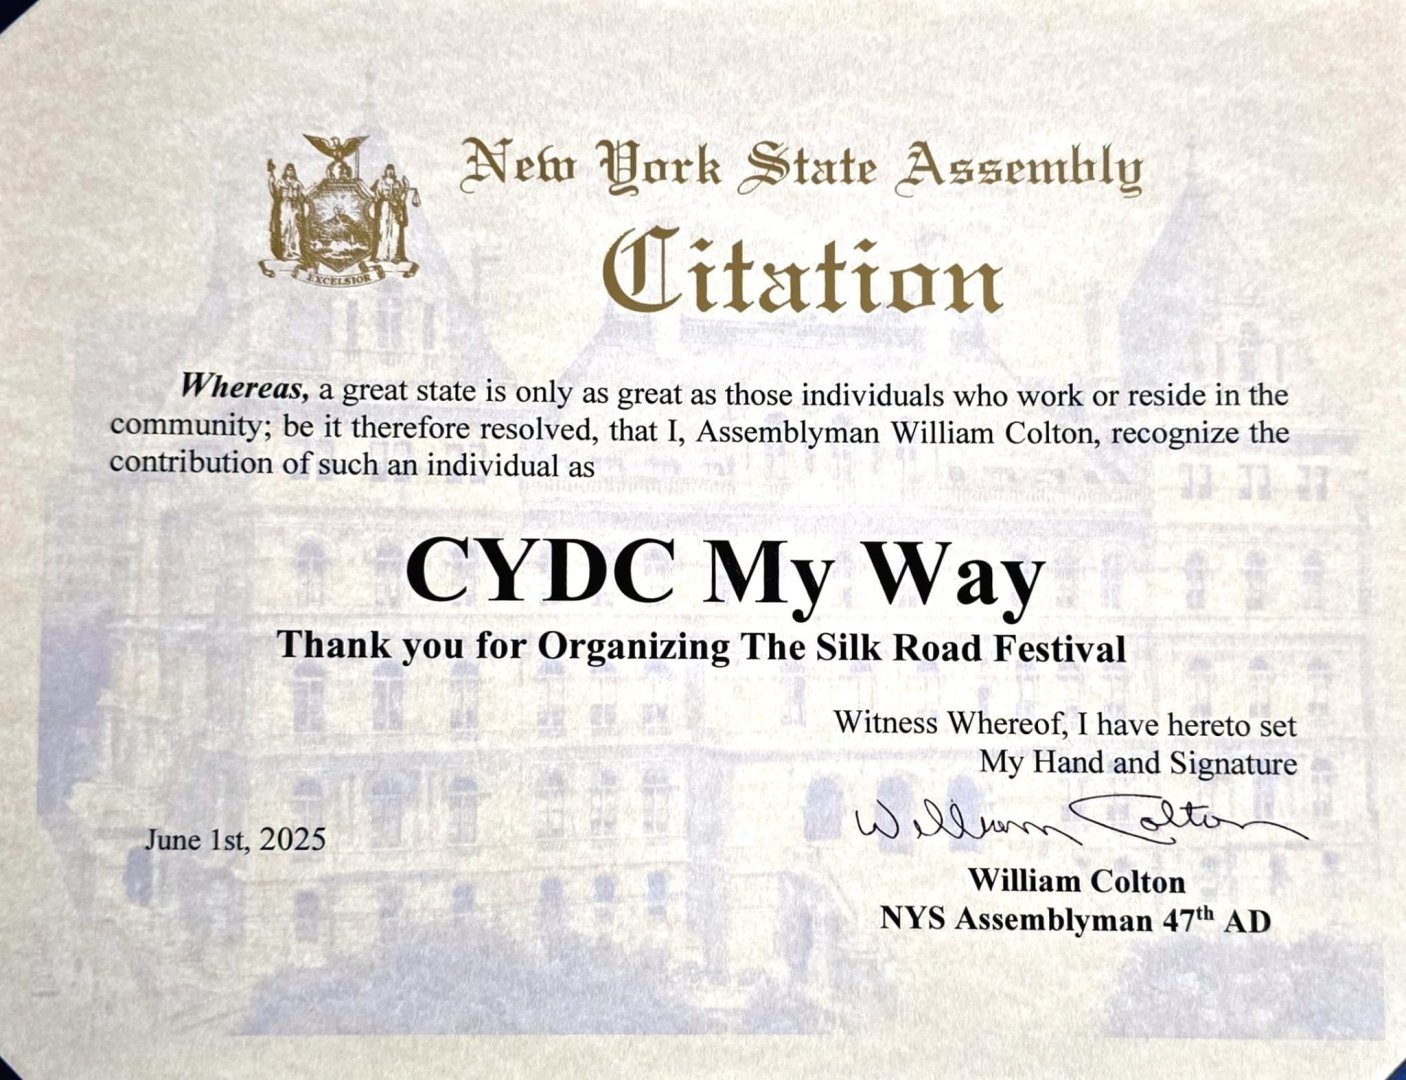 New York State Assembly
Citation
EXCELSIOR
Whereas, a great state is only as great as those individuals who work or reside in the
community; be it therefore resolved, that I, Assemblyman William Colton, recognize the
contribution of such an individual as
CYDC My Way
Thank you for Organizing The Silk Road Festival
Witness Whereof, I have hereto set
My Hand and Signature
William Colton
June 1st, 2025
William Colton
NYS Assemblyman 47th AD